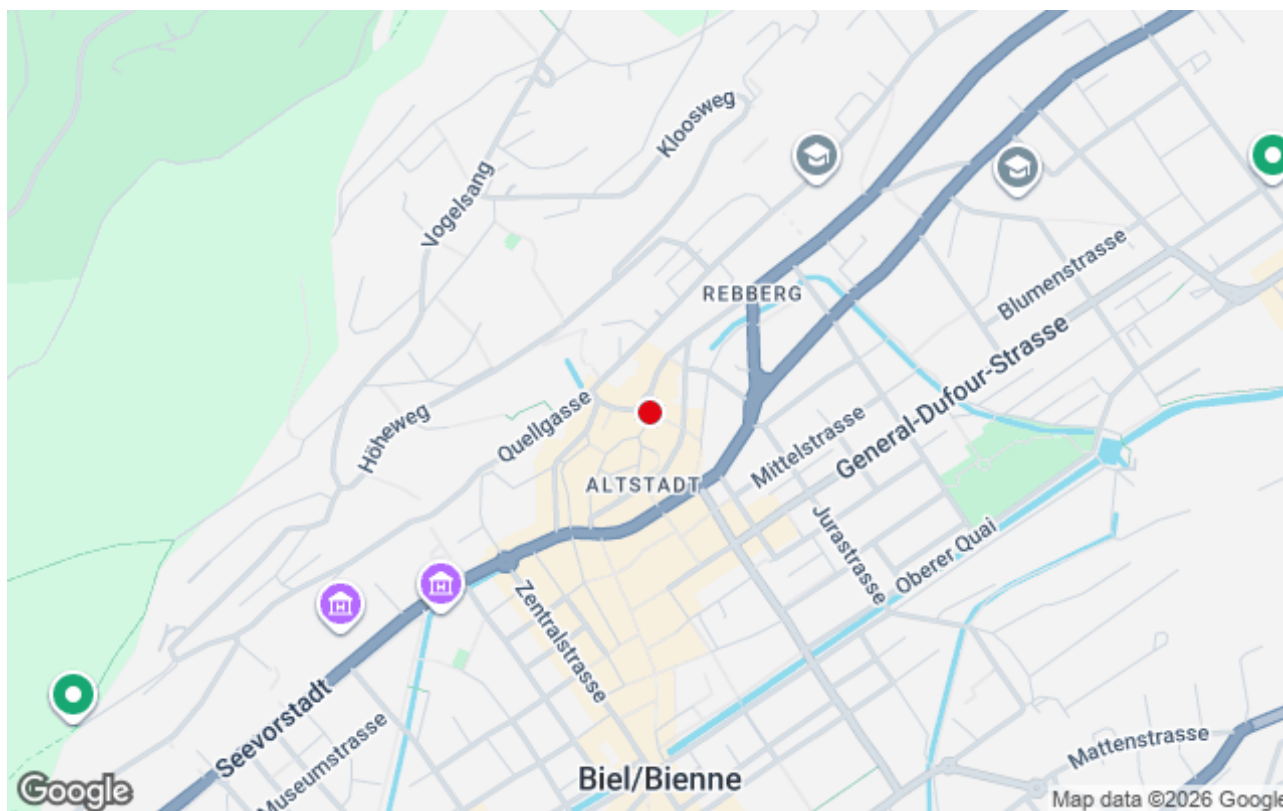 Kloosweg
Vogelsang
REBBERG
Blumenstrasse
General-Dufour-Strasse
Höheweg
Quellgasse
Mittelstrasse
ALTSTADT
Jurastrasse
Oberer Quai
Zentralstrasse
Seevorstadt
Museumstrasse
Mattenstrasse
Biel/Bienne
Google
Map data ©2026 Google